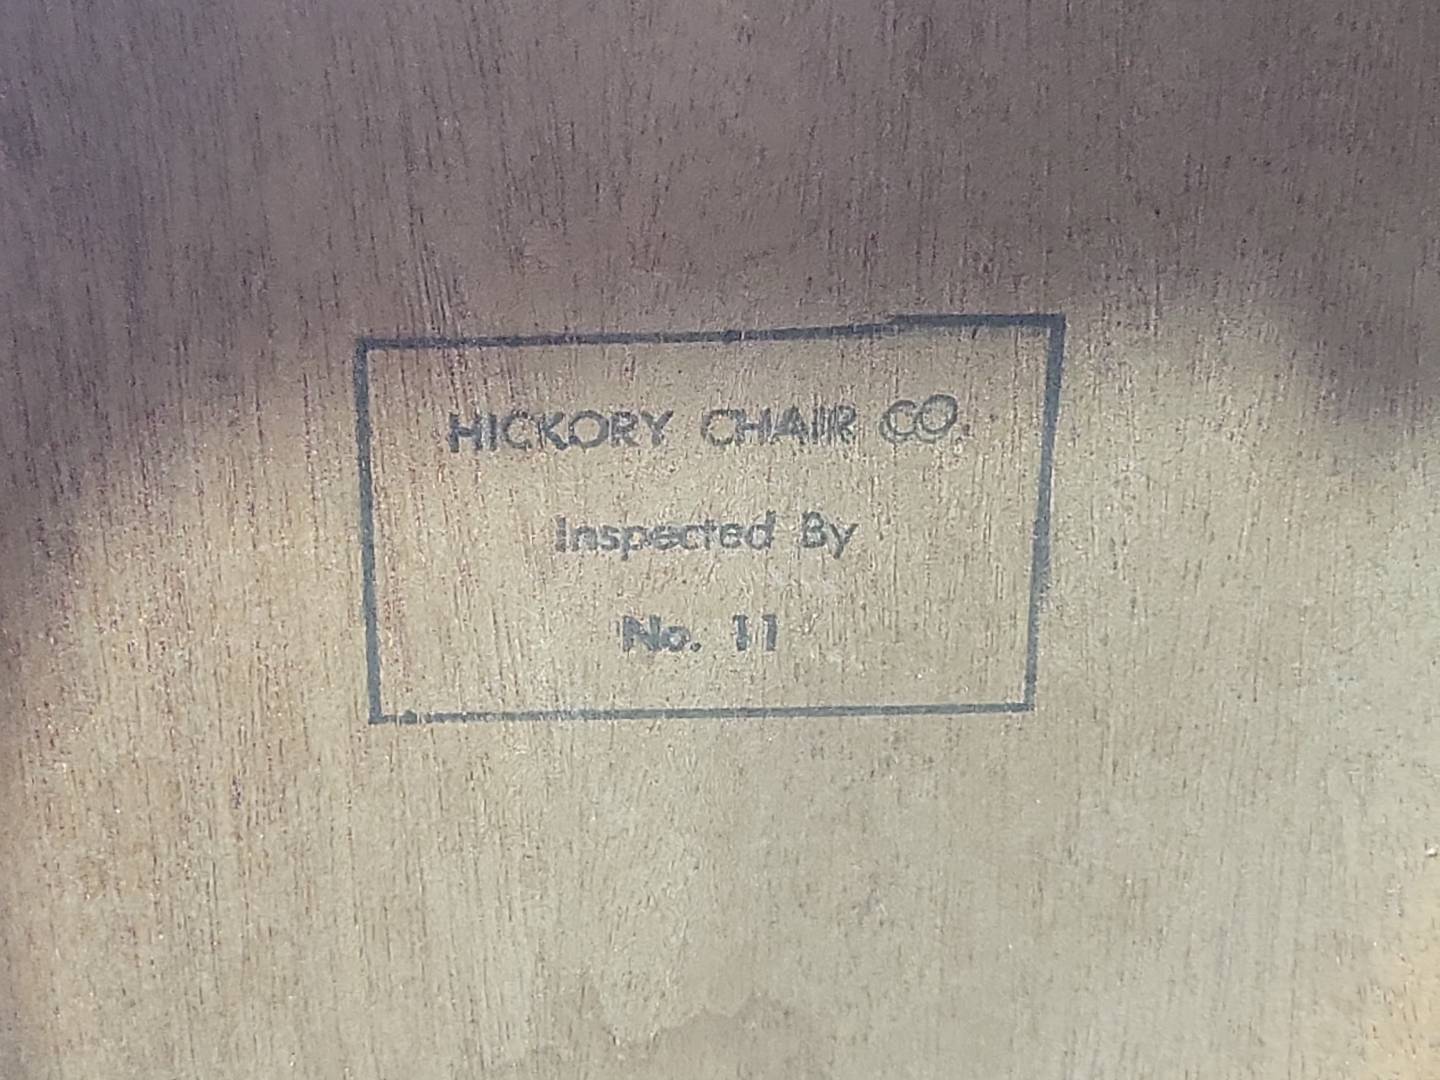 HICKORY CHAIR CO.
Inspected By
No. 11